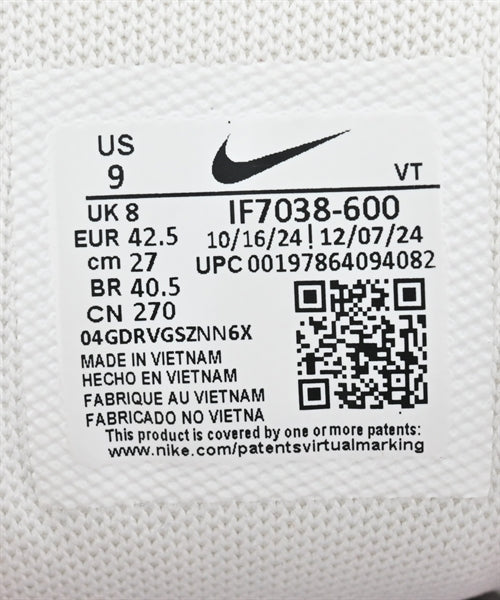 US
9
VT
UK 8
IF7038-600
EUR 42.5
10/16/24 | 12/07/24
cm 27
UPC 00197864094082
BR 40.5
CN 270
04GDRVGSZNN6X
MADE IN VIETNAM
HECHO EN VIETNAM
FABRIQUE AU VIETNAM
FABRICADO NO VIETNA
This product is covered by one or more patents:
www.nike.com/patentsvirtualmarking